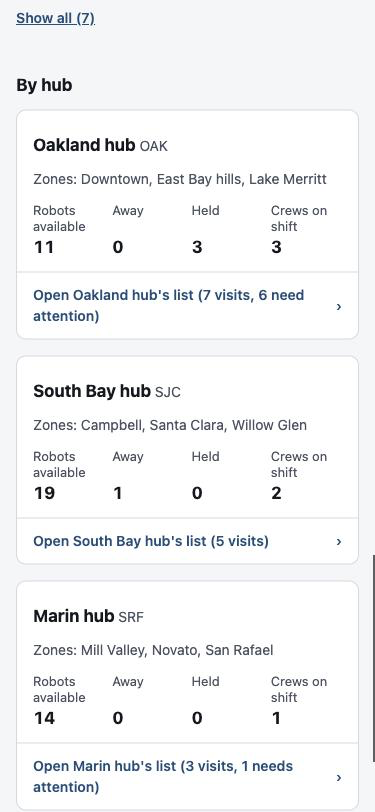 Show all (7)
By hub
Oakland hub OAK
Zones: Downtown, East Bay hills, Lake Merritt
Robots available Away Held Crews on shift
11 0 3 3
Open Oakland hub's list (7 visits, 6 need
attention) ›
South Bay hub SJC
Zones: Campbell, Santa Clara, Willow Glen
Robots available Away Held Crews on shift
19 1 0 2
Open South Bay hub's list (5 visits) ›
Marin hub SRF
Zones: Mill Valley, Novato, San Rafael
Robots available Away Held Crews on shift
14 0 0 1
Open Marin hub's list (3 visits, 1 needs
attention) ›